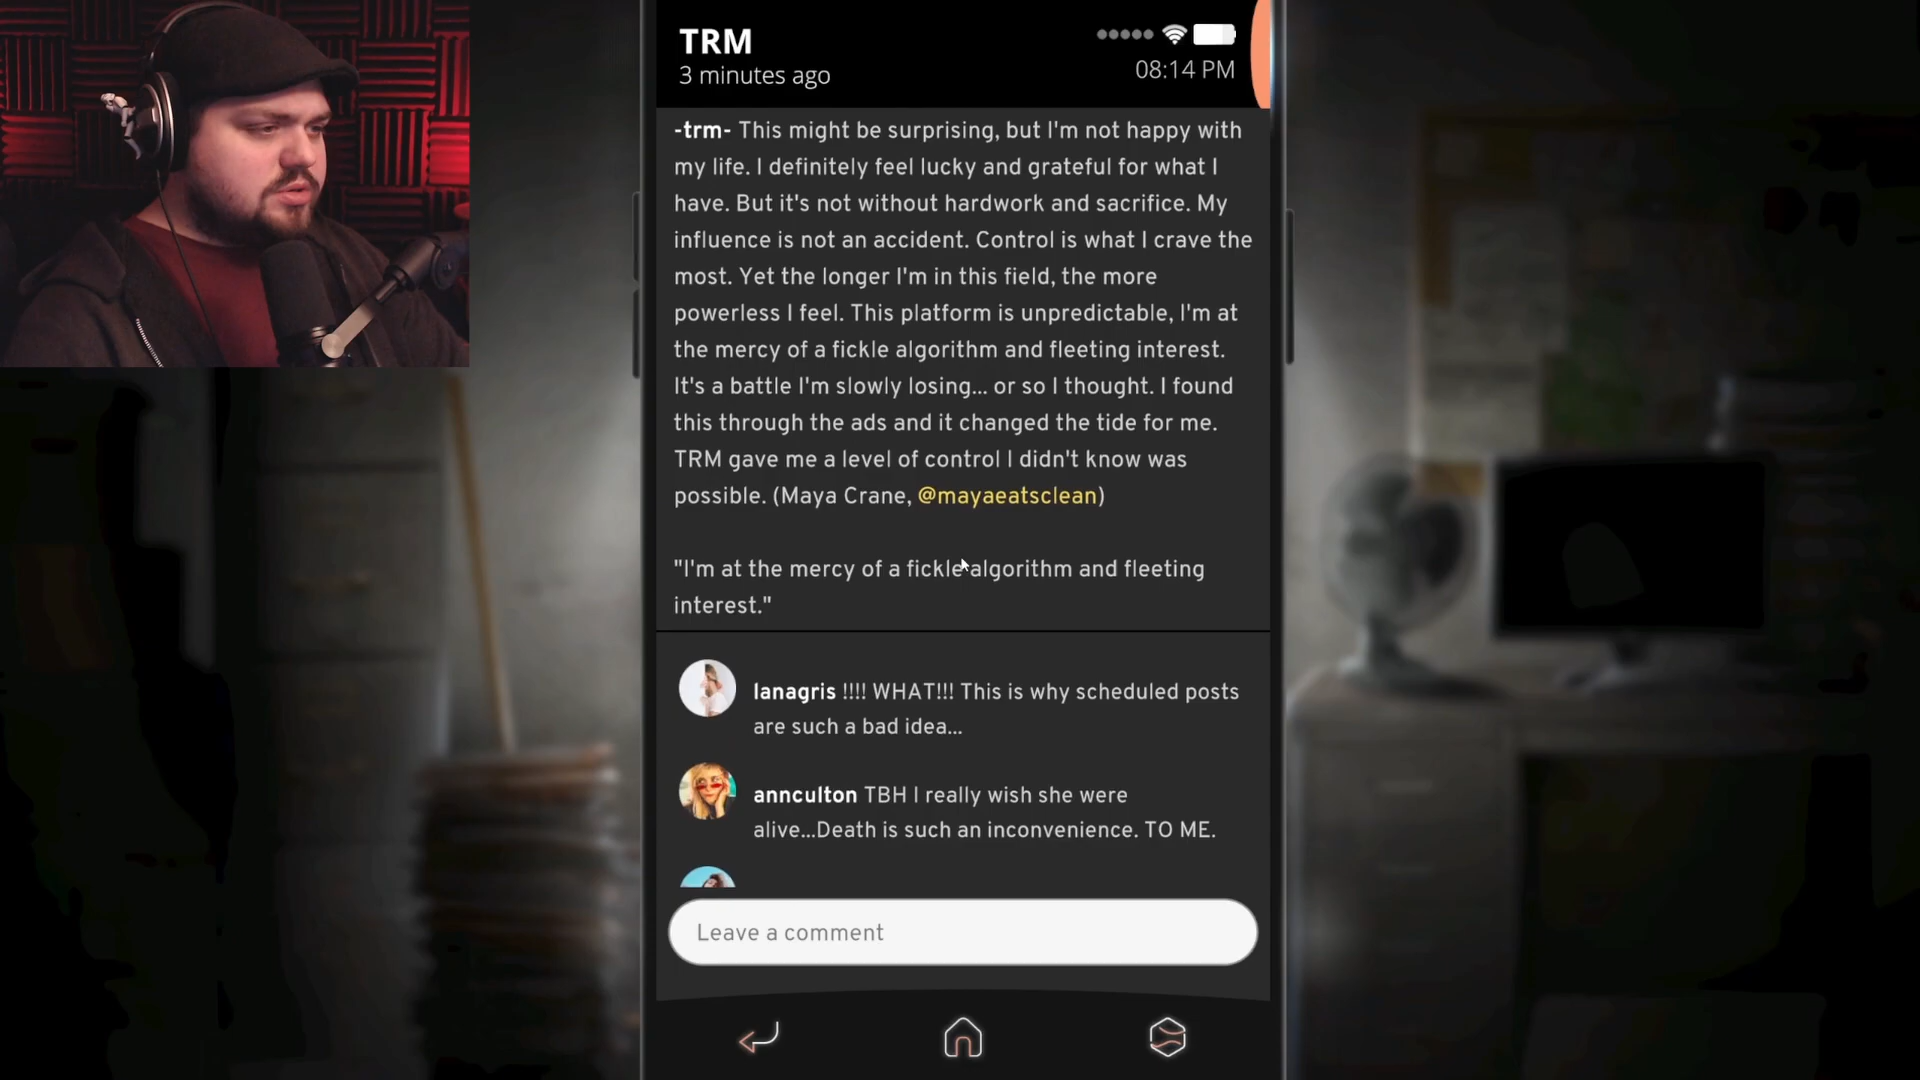 TRM
3 minutes ago
08:14 PM
-trm- This might be surprising, but I'm not happy with
my life. I definitely feel lucky and grateful for what I
have. But it's not without hardwork and sacrifice. My
influence is not an accident. Control is what I crave the
most. Yet the longer I'm in this field, the more
powerless I feel. This platform is unpredictable, I'm at
the mercy of a fickle algorithm and fleeting interest.
It's a battle I'm slowly losing... or so I thought. I found
this through the ads and it changed the tide for me.
TRM gave me a level of control I didn't know was
possible. (Maya Crane, @mayaeatsclean)
"I'm at the mercy of a fickle algorithm and fleeting
interest."
lanagris !!!! WHAT!!! This is why scheduled posts
are such a bad idea...
annculton TBH I really wish she were
alive...Death is such an inconvenience. TO ME.
Leave a comment